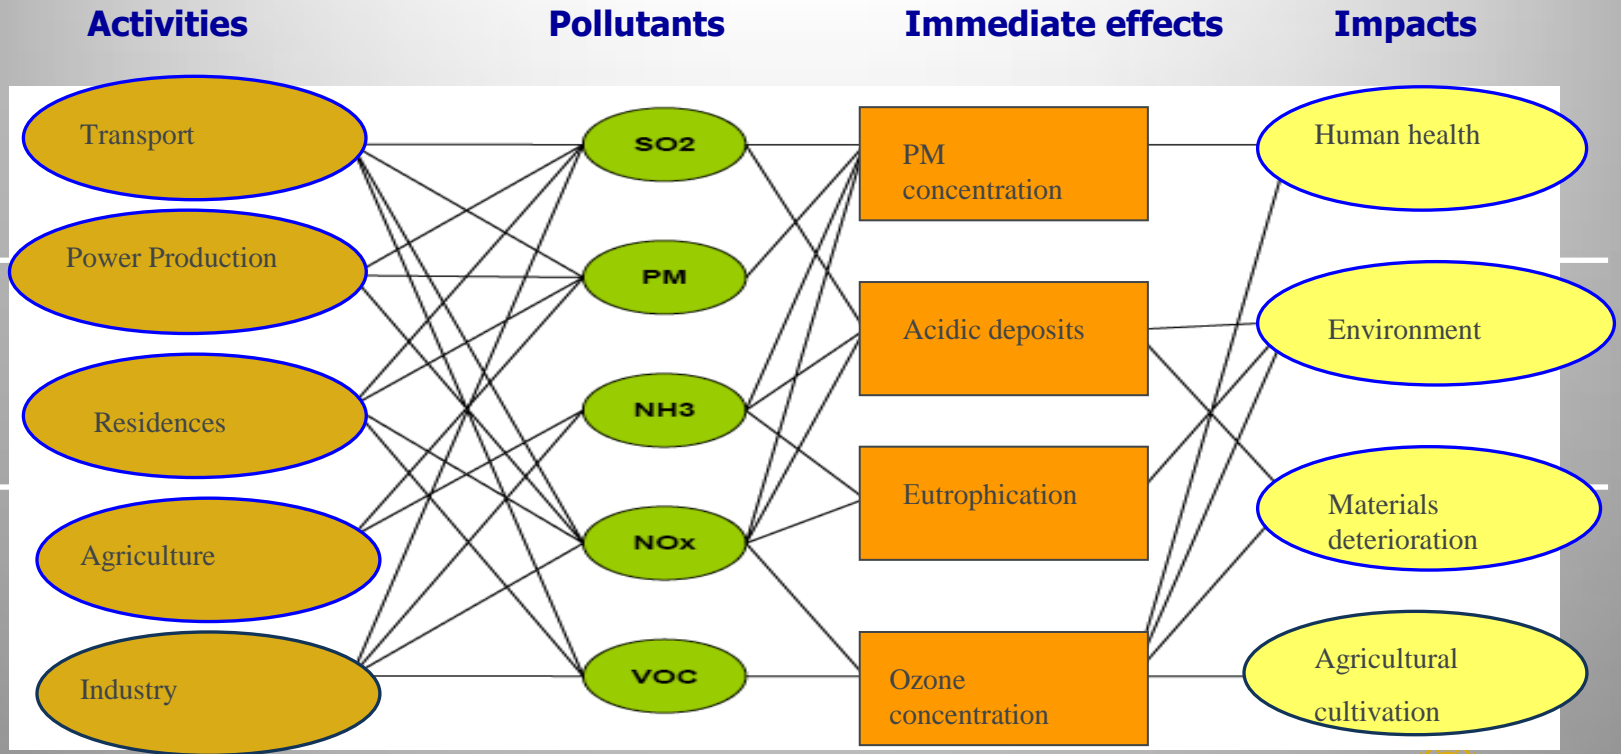 Activities
Pollutants
Immediate effects
Impacts
Transport
Power Production
Residences
Agriculture
Industry
SO2
PM
NH3
NOx
VOC
PM
concentration
Acidic deposits
Eutrophication
Ozone
concentration
Human health
Environment
Materials
deterioration
Agricultural
cultivation